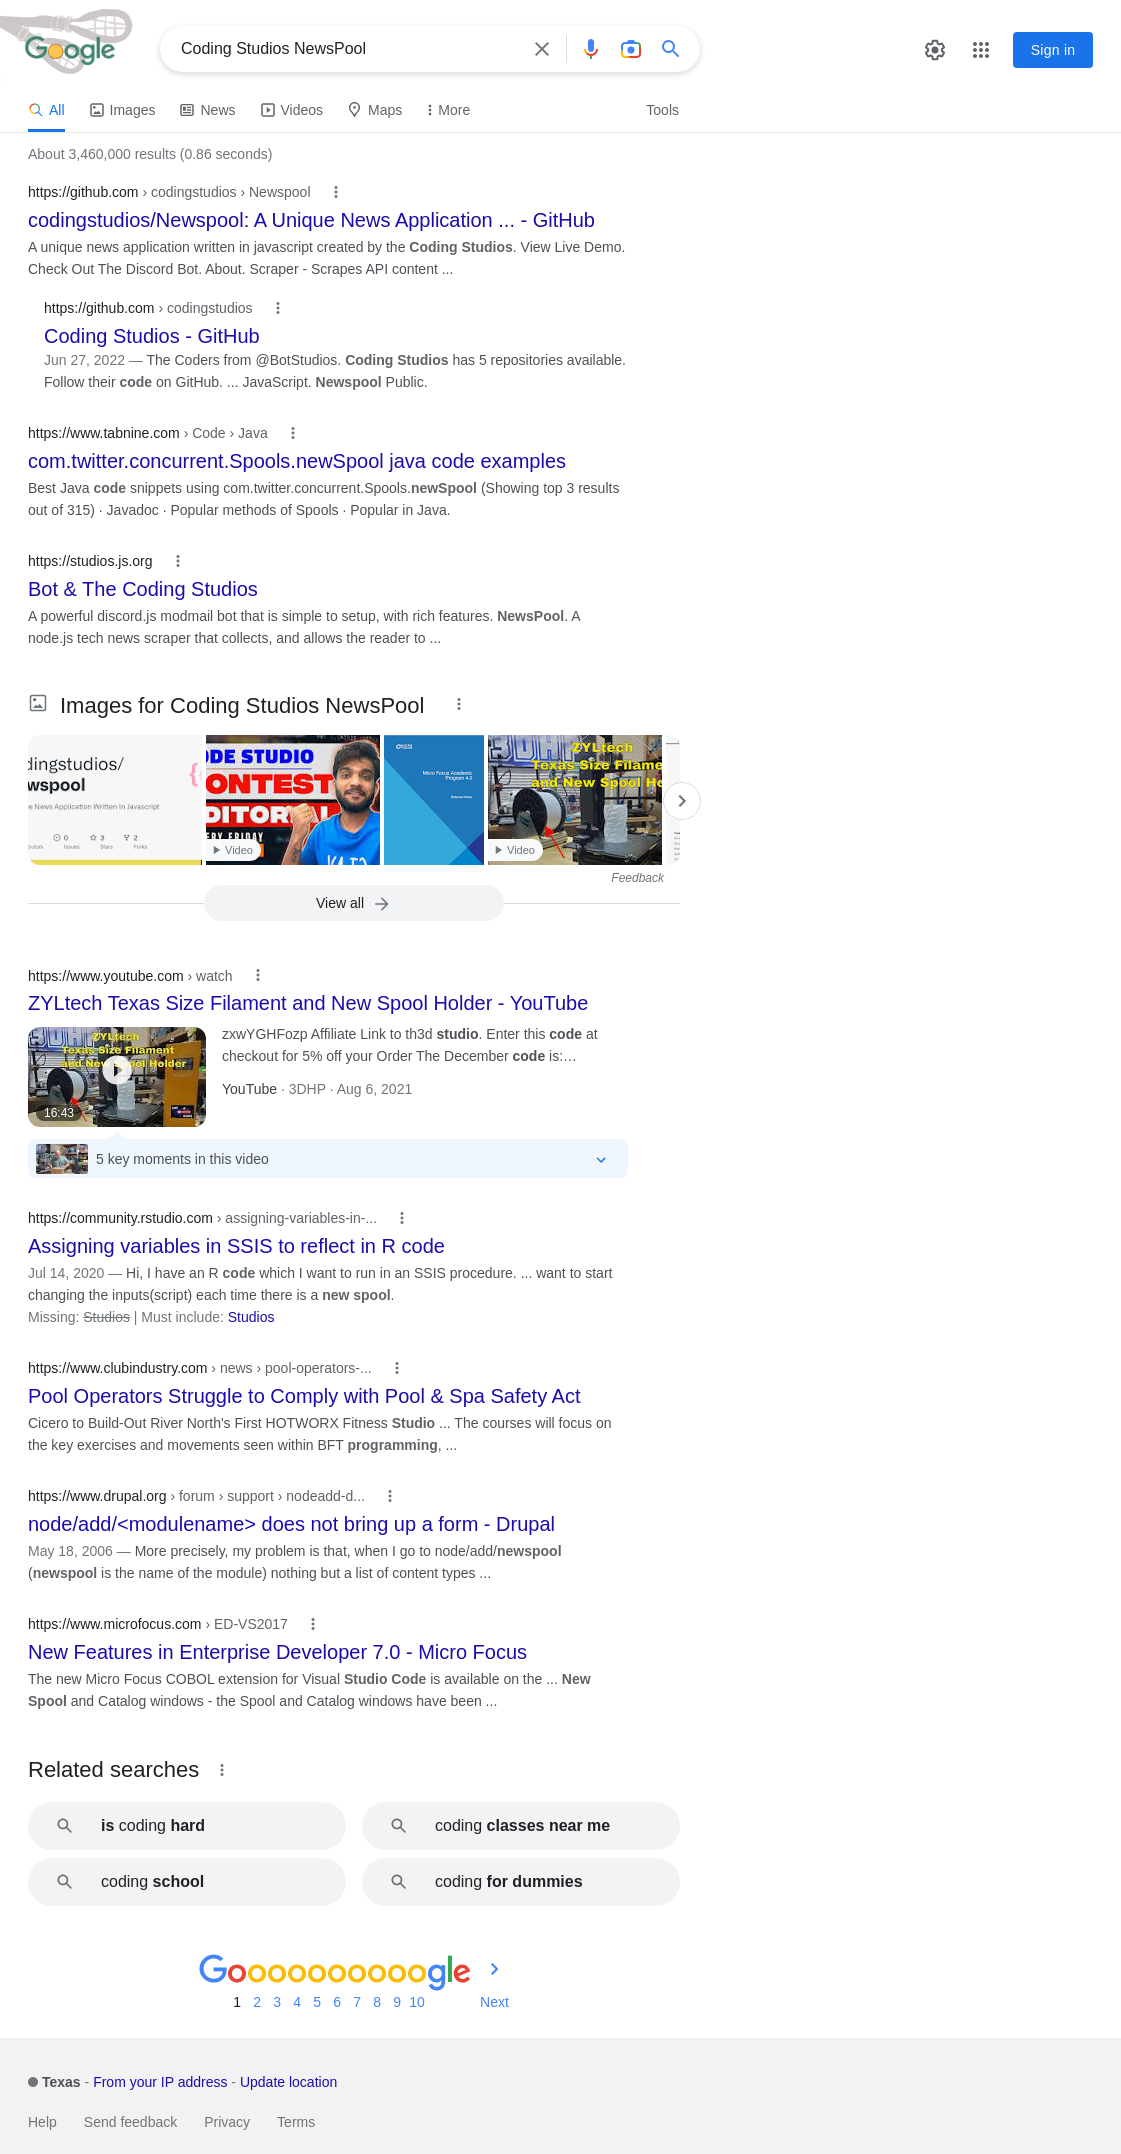 Google
Coding Studios NewsPool
Sign in
All Images News Videos Maps More Tools
About 3,460,000 results (0.86 seconds)
https://github.com › codingstudios › Newspool
codingstudios/Newspool: A Unique News Application ... - GitHub
A unique news application written in javascript created by the Coding Studios. View Live Demo.
Check Out The Discord Bot. About. Scraper - Scrapes API content ...
https://github.com › codingstudios
Coding Studios - GitHub
Jun 27, 2022 — The Coders from @BotStudios. Coding Studios has 5 repositories available.
Follow their code on GitHub. ... JavaScript. Newspool Public.
https://www.tabnine.com › Code › Java
com.twitter.concurrent.Spools.newSpool java code examples
Best Java code snippets using com.twitter.concurrent.Spools.newSpool (Showing top 3 results
out of 315) · Javadoc · Popular methods of Spools · Popular in Java.
https://studios.js.org
Bot & The Coding Studios
A powerful discord.js modmail bot that is simple to setup, with rich features. NewsPool. A
node.js tech news scraper that collects, and allows the reader to ...
Images for Coding Studios NewsPool
dingstudios/
wspool
e News Application Written In Javascript
0 3 2
Issues Stars Forks
ODE STUDIO
ONTEST
DITORIAL
ERY FRIDAY
Video
Micro Focus Academic
Program 4.0
ZYLtech
Texas Size Filame
and New Spool Ho
Video
Feedback
View all
https://www.youtube.com › watch
ZYLtech Texas Size Filament and New Spool Holder - YouTube
ZYLtech
Texas Size Filament
and New Spool Holder
16:43
zxwYGHFozp Affiliate Link to th3d studio. Enter this code at
checkout for 5% off your Order The December code is:…
YouTube · 3DHP · Aug 6, 2021
5 key moments in this video
https://community.rstudio.com › assigning-variables-in-...
Assigning variables in SSIS to reflect in R code
Jul 14, 2020 — Hi, I have an R code which I want to run in an SSIS procedure. ... want to start
changing the inputs(script) each time there is a new spool.
Missing: Studios | Must include: Studios
https://www.clubindustry.com › news › pool-operators-...
Pool Operators Struggle to Comply with Pool & Spa Safety Act
Cicero to Build-Out River North's First HOTWORX Fitness Studio ... The courses will focus on
the key exercises and movements seen within BFT programming, ...
https://www.drupal.org › forum › support › nodeadd-d...
node/add/<modulename> does not bring up a form - Drupal
May 18, 2006 — More precisely, my problem is that, when I go to node/add/newspool
(newspool is the name of the module) nothing but a list of content types ...
https://www.microfocus.com › ED-VS2017
New Features in Enterprise Developer 7.0 - Micro Focus
The new Micro Focus COBOL extension for Visual Studio Code is available on the ... New
Spool and Catalog windows - the Spool and Catalog windows have been ...
Related searches
is coding hard
coding classes near me
coding school
coding for dummies
Goooooooooogle
1 2 3 4 5 6 7 8 9 10 Next
Texas - From your IP address - Update location
Help Send feedback Privacy Terms